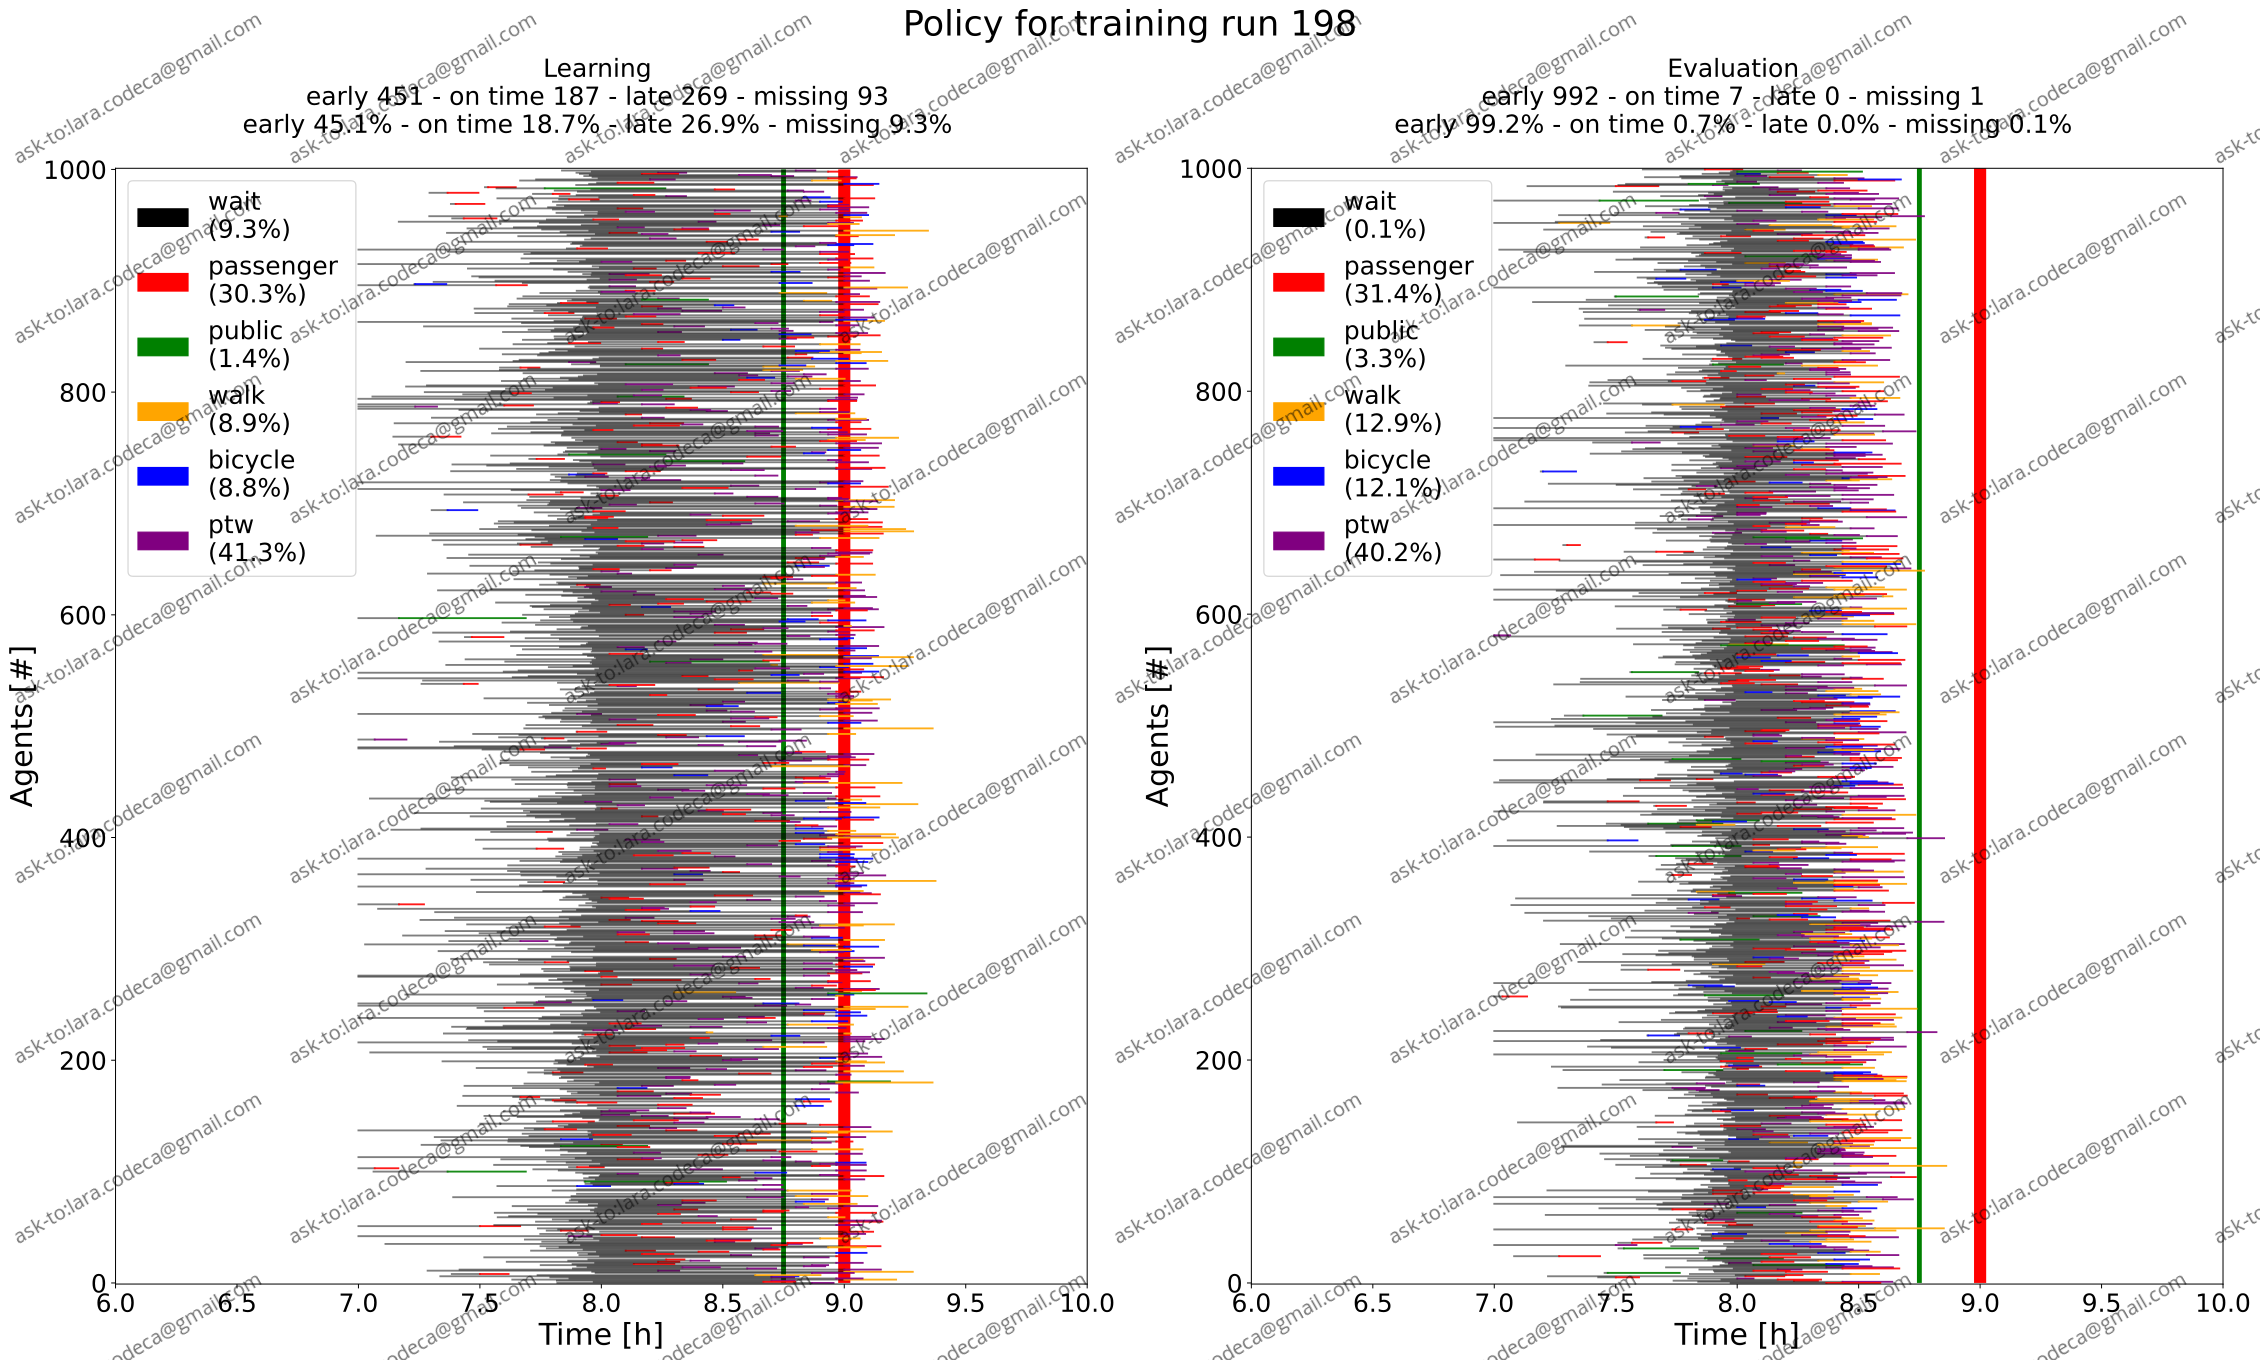 Policy for training run 198
Learning
early 451 - on time 187 - late 269 - missing 93
early 45.1% - on time 18.7% - late 26.9% - missing 9.3%
Agents [#]
1000
800
600
400
200
0
wait
(9.3%)
passenger
(30.3%)
public
(1.4%)
walk
(8.9%)
bicycle
(8.8%)
ptw
(41.3%)
6.0 6.5 7.0 7.5 8.0 8.5 9.0 9.5 10.0
Time [h]
Evaluation
early 992 - on time 7 - late 0 - missing 1
early 99.2% - on time 0.7% - late 0.0% - missing 0.1%
Agents [#]
1000
800
600
400
200
0
wait
(0.1%)
passenger
(31.4%)
public
(3.3%)
walk
(12.9%)
bicycle
(12.1%)
ptw
(40.2%)
6.0 6.5 7.0 7.5 8.0 8.5 9.0 9.5 10.0
Time [h]
ask-to:lara.codeca@gmail.com